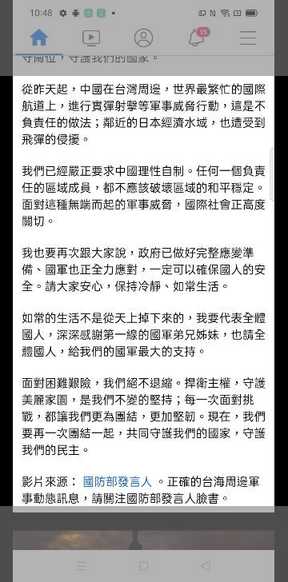 10:48
15
守崗位，守護我們的國家。
從昨天起，中國在台灣周邊，世界最繁忙的國際
航道上，進行實彈射擊等軍事威脅行動，這是不
負責任的做法；鄰近的日本經濟水域，也遭受到
飛彈的侵擾。
我們已經嚴正要求中國理性自制。任何一個負責
任的區域成員，都不應該破壞區域的和平穩定。
面對這種無端而起的軍事威脅，國際社會正高度
關切。
我也要再次跟大家說，政府已做好完整應變準
備、國軍也正全力應對，一定可以確保國人的安
全。請大家安心，保持冷靜、如常生活。
如常的生活不是從天上掉下來的，我要代表全體
國人，深深感謝第一線的國軍弟兄姊妹，也請全
體國人，給我們的國軍最大的支持。
面對困難艱險，我們絕不退縮。捍衛主權，守護
美麗家園，是我們不變的堅持；每一次面對挑
戰，都讓我們更為團結，更加堅韌。現在，我們
要再一次團結一起，共同守護我們的國家，守護
我們的民主。
影片來源： 國防部發言人 。正確的台海周邊軍
事動態訊息，請關注國防部發言人臉書。